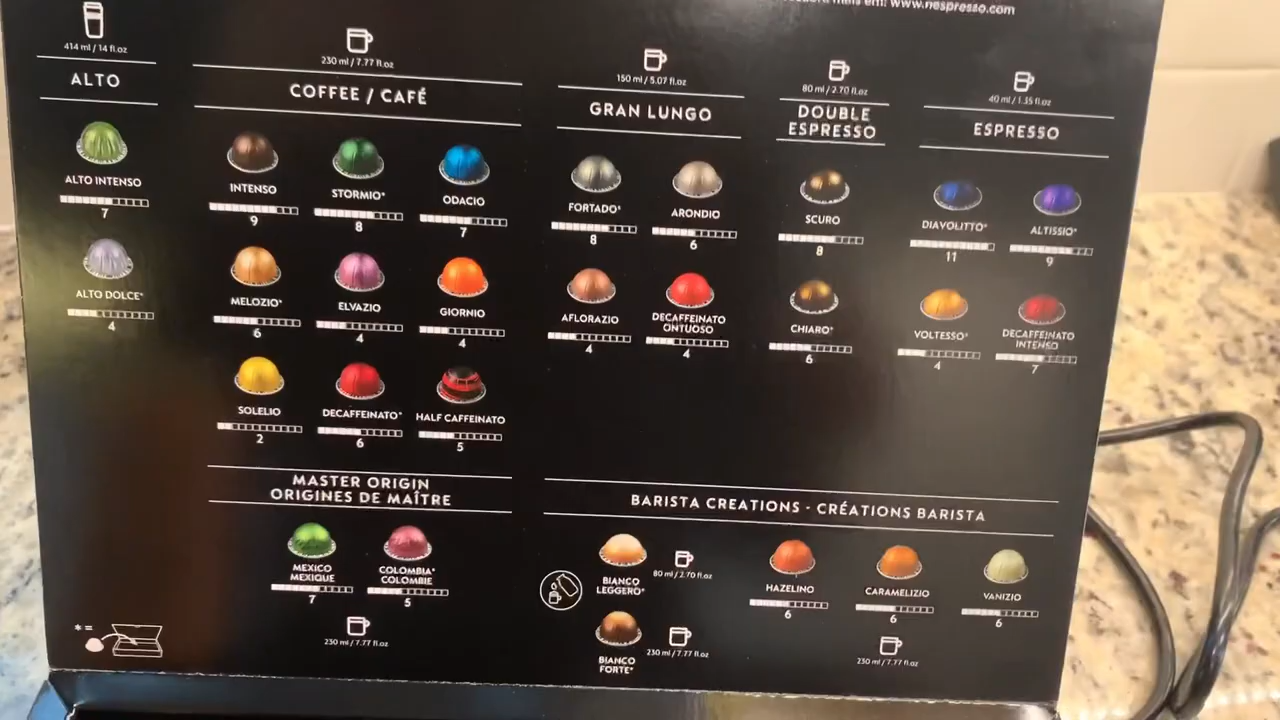 www.nespresso.com
414 ml / 14 fl.oz
ALTO
ALTO INTENSO
7
ALTO DOLCE*
4
230 ml / 7.77 fl.oz
COFFEE / CAFÉ
INTENSO
9
STORMIO*
8
ODACIO
7
MELOZIO*
6
ELVAZIO
4
GIORNIO
4
SOLELIO
2
DECAFFEINATO*
6
HALF CAFFEINATO
5
150 ml / 5.07 fl.oz
GRAN LUNGO
FORTADO*
8
ARONDIO
6
AFLORAZIO
4
DECAFFEINATO
ONTUOSO
4
80 ml / 2.70 fl.oz
DOUBLE
ESPRESSO
SCURO
8
CHIARO*
6
40 ml / 1.35 fl.oz
ESPRESSO
DIAVOLITTO*
11
ALTISSIO*
9
VOLTESSO*
4
DECAFFEINATO
INTENSO
7
MASTER ORIGIN
ORIGINES DE MAÎTRE
MEXICO
MEXIQUE
7
COLOMBIA*
COLOMBIE
5
230 ml / 7.77 fl.oz
BARISTA CREATIONS - CRÉATIONS BARISTA
BIANCO
LEGGERO*
80 ml / 2.70 fl.oz
BIANCO
FORTE*
230 ml / 7.77 fl.oz
HAZELINO
6
CARAMELIZIO
6
VANIZIO
6
230 ml / 7.77 fl.oz
* =